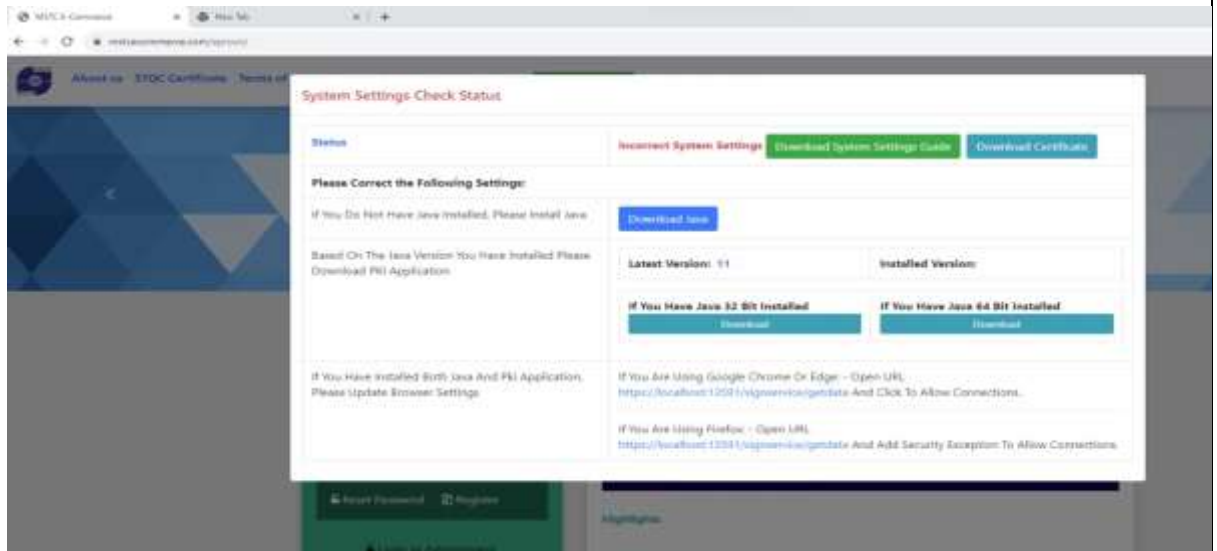 MSTC E-Commerce
New Tab
About us STQC Certificate Terms of
System Settings Check Status
Status
Incorrect System Settings Download System Settings Guide Download Certificate
Please Correct the Following Settings:
If You Do Not Have Java Installed, Please Install Java
Download Java
Based On The Java Version You Have Installed Please
Download PKI Application
Latest Version: 11
Installed Version:
If You Have Java 32 Bit Installed
Download
If You Have Java 64 Bit Installed
Download
If You Have Installed Both Java And Pki Application,
Please Update Browser Settings
If You Are Using Google Chrome Or Edge - Open URL
And Click To Allow Connections.
If You Are Using Firefox - Open URL
And Add Security Exception To Allow Connections.
Reset Password Register
Highlights